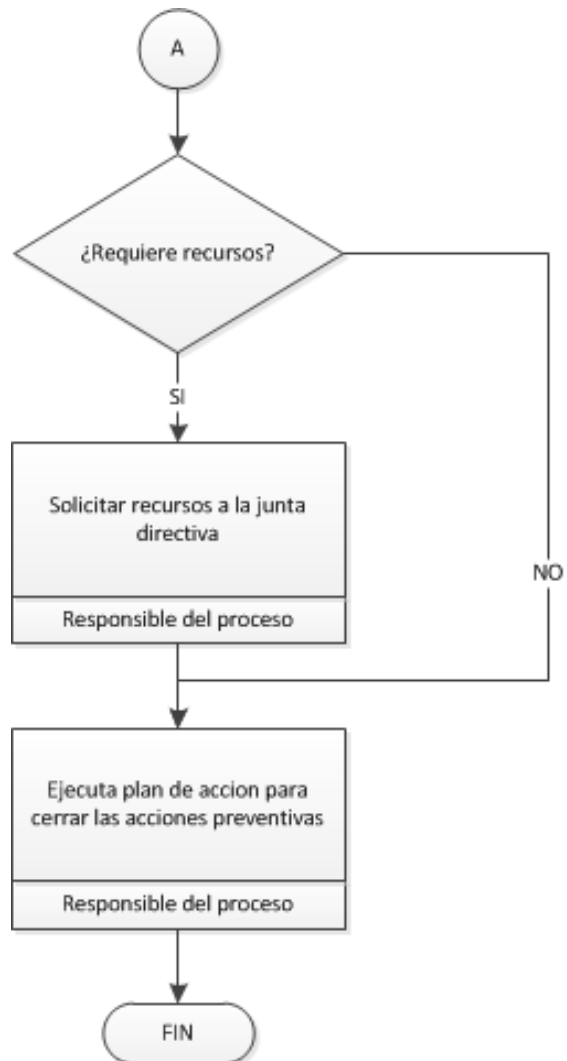 A
¿Requiere recursos?
SI
Solicitar recursos a la junta
directiva
NO
Responsible del proceso
Ejecuta plan de accion para
cerrar las acciones preventivas
Responsible del proceso
FIN